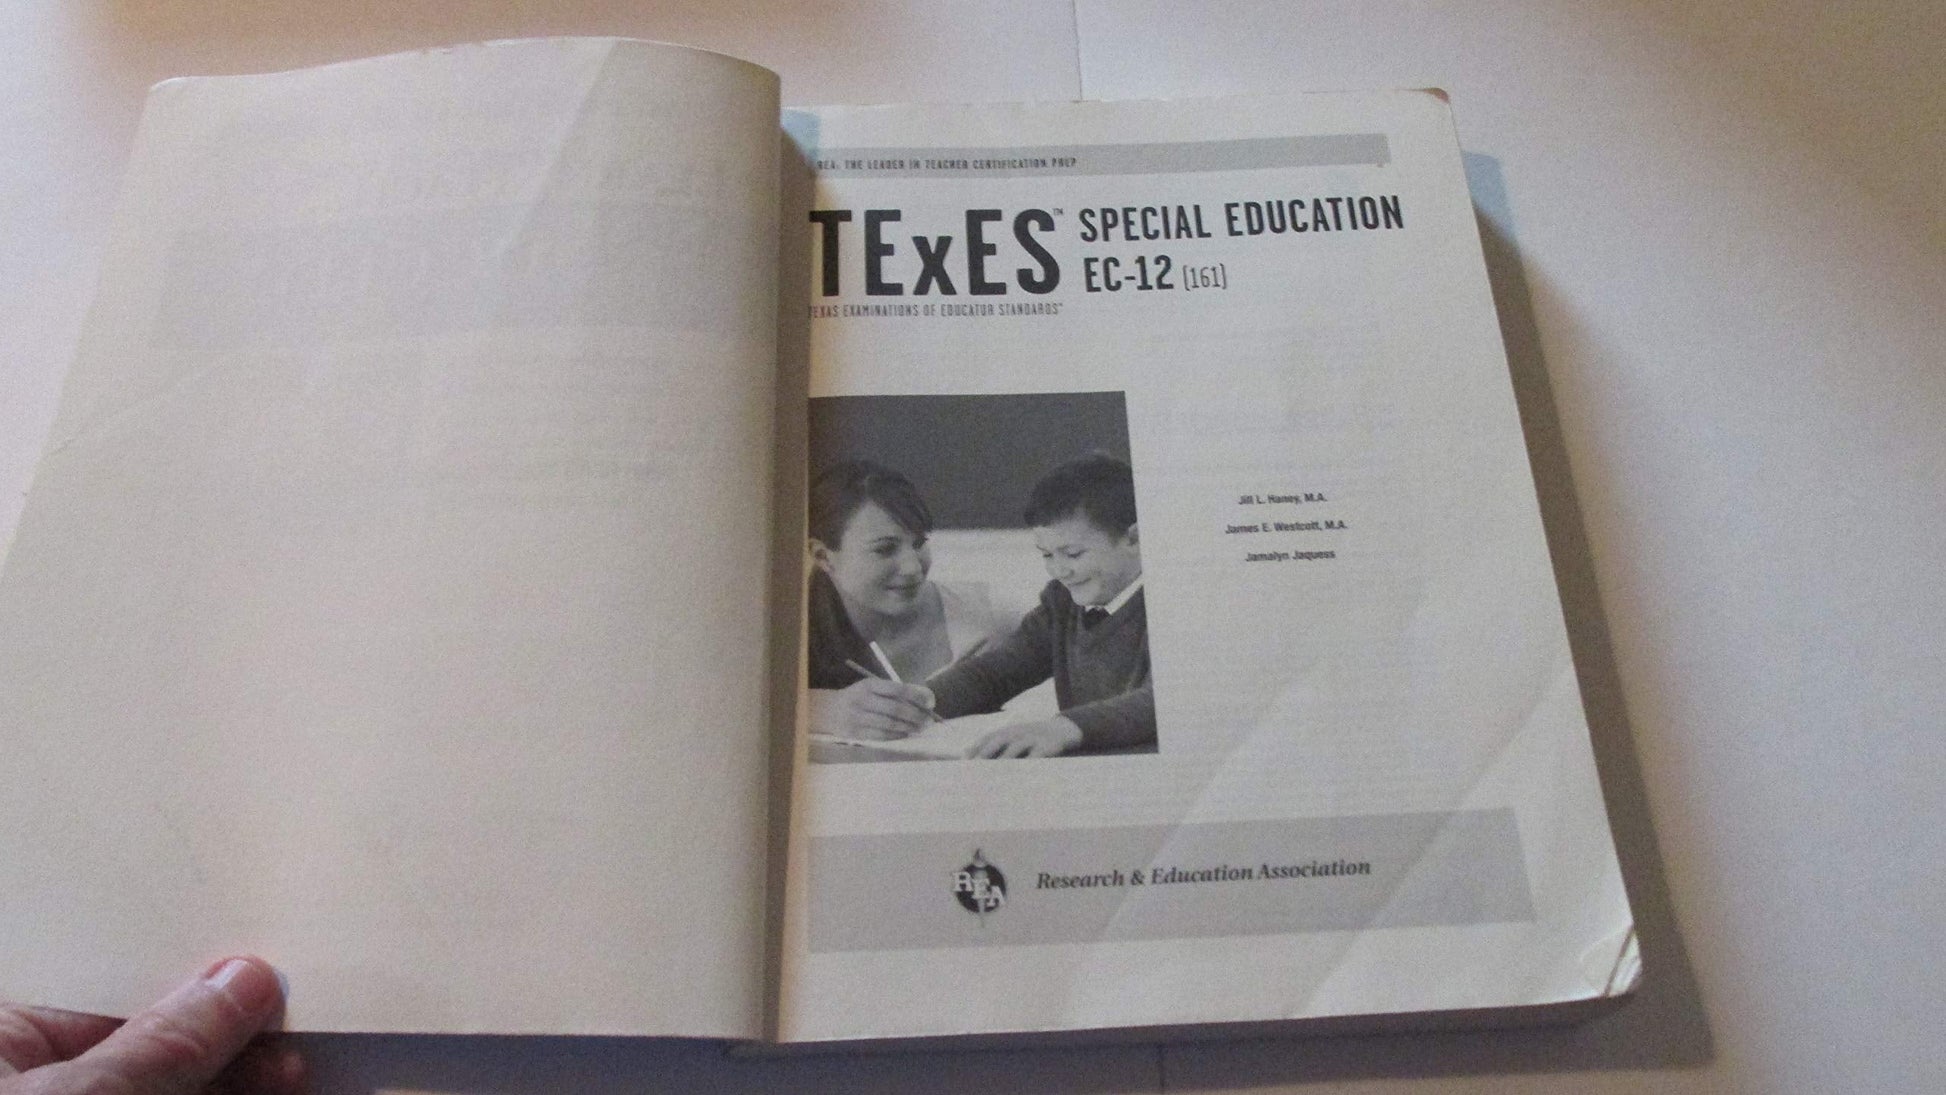 REA: THE LEADER IN TEACHER CERTIFICATION PREP
TExES™ SPECIAL EDUCATION
EC-12 (161)
TEXAS EXAMINATIONS OF EDUCATOR STANDARDS™
Jill L. Haney, M.A.
James E. Westcott, M.A.
Jamalyn Jaquess
REA
Research & Education Association